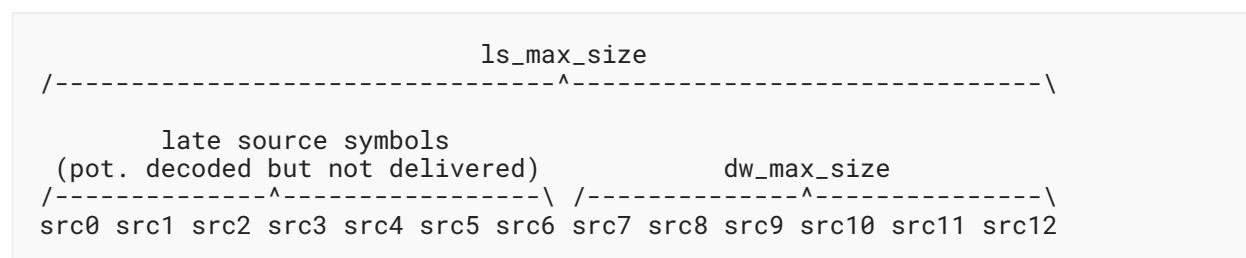 ls_max_size
/---------------------------------^-------------------------------\
late source symbols
(pot. decoded but not delivered) dw_max_size
/--------------^-----------------\ /--------------^---------------\
src0 src1 src2 src3 src4 src5 src6 src7 src8 src9 src10 src11 src12